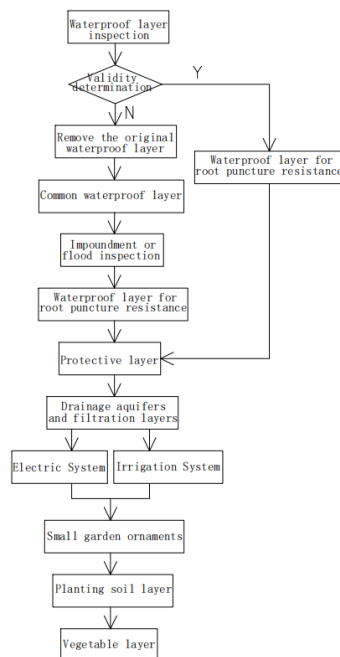 Waterproof layer
inspection
Validity
determination
Y
N
Remove the original
waterproof layer
Waterproof layer for
root puncture resistance
Common waterproof layer
Impoundment or
flood inspection
Waterproof layer for
root puncture resistance
Protective layer
Drainage aquifers
and filtration layers
Electric System
Irrigation System
Small garden ornaments
Planting soil layer
Vegetable layer